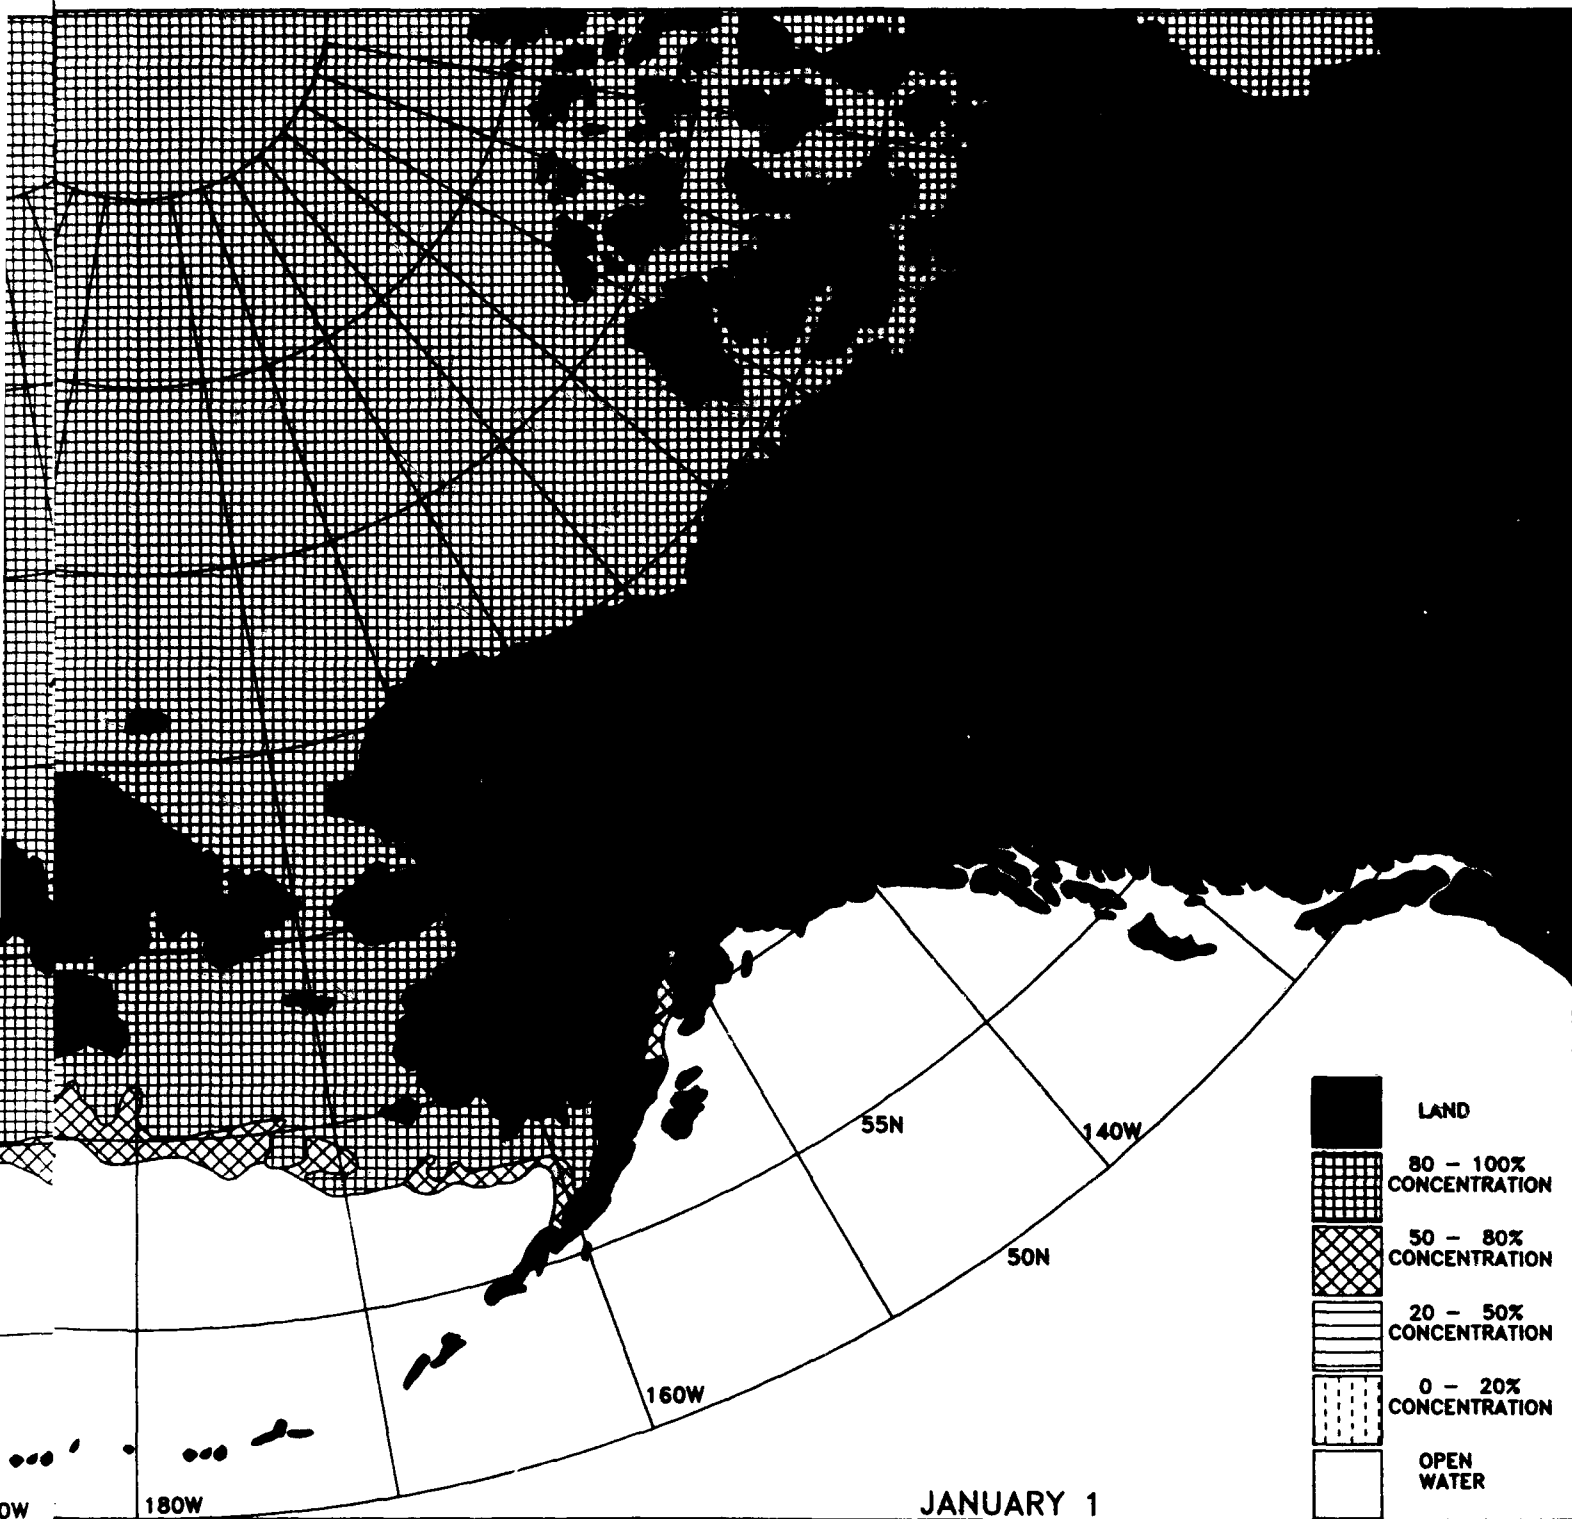 55N
140W
50N
160W
0W
180W
JANUARY 1
LAND
80 - 100%
CONCENTRATION
50 - 80%
CONCENTRATION
20 - 50%
CONCENTRATION
0 - 20%
CONCENTRATION
OPEN
WATER